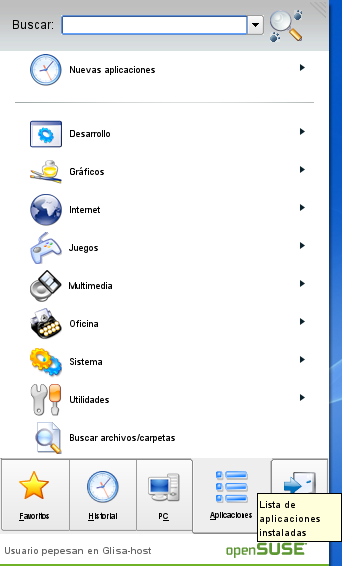 Buscar:
Nuevas aplicaciones
Desarrollo
Gráficos
Internet
Juegos
Multimedia
Oficina
Sistema
Utilidades
Buscar archivos/carpetas
Favoritos
Historial
PC
Aplicaciones
Lista de
aplicaciones
instaladas
Usuario pepesan en Glisa-host
openSUSE